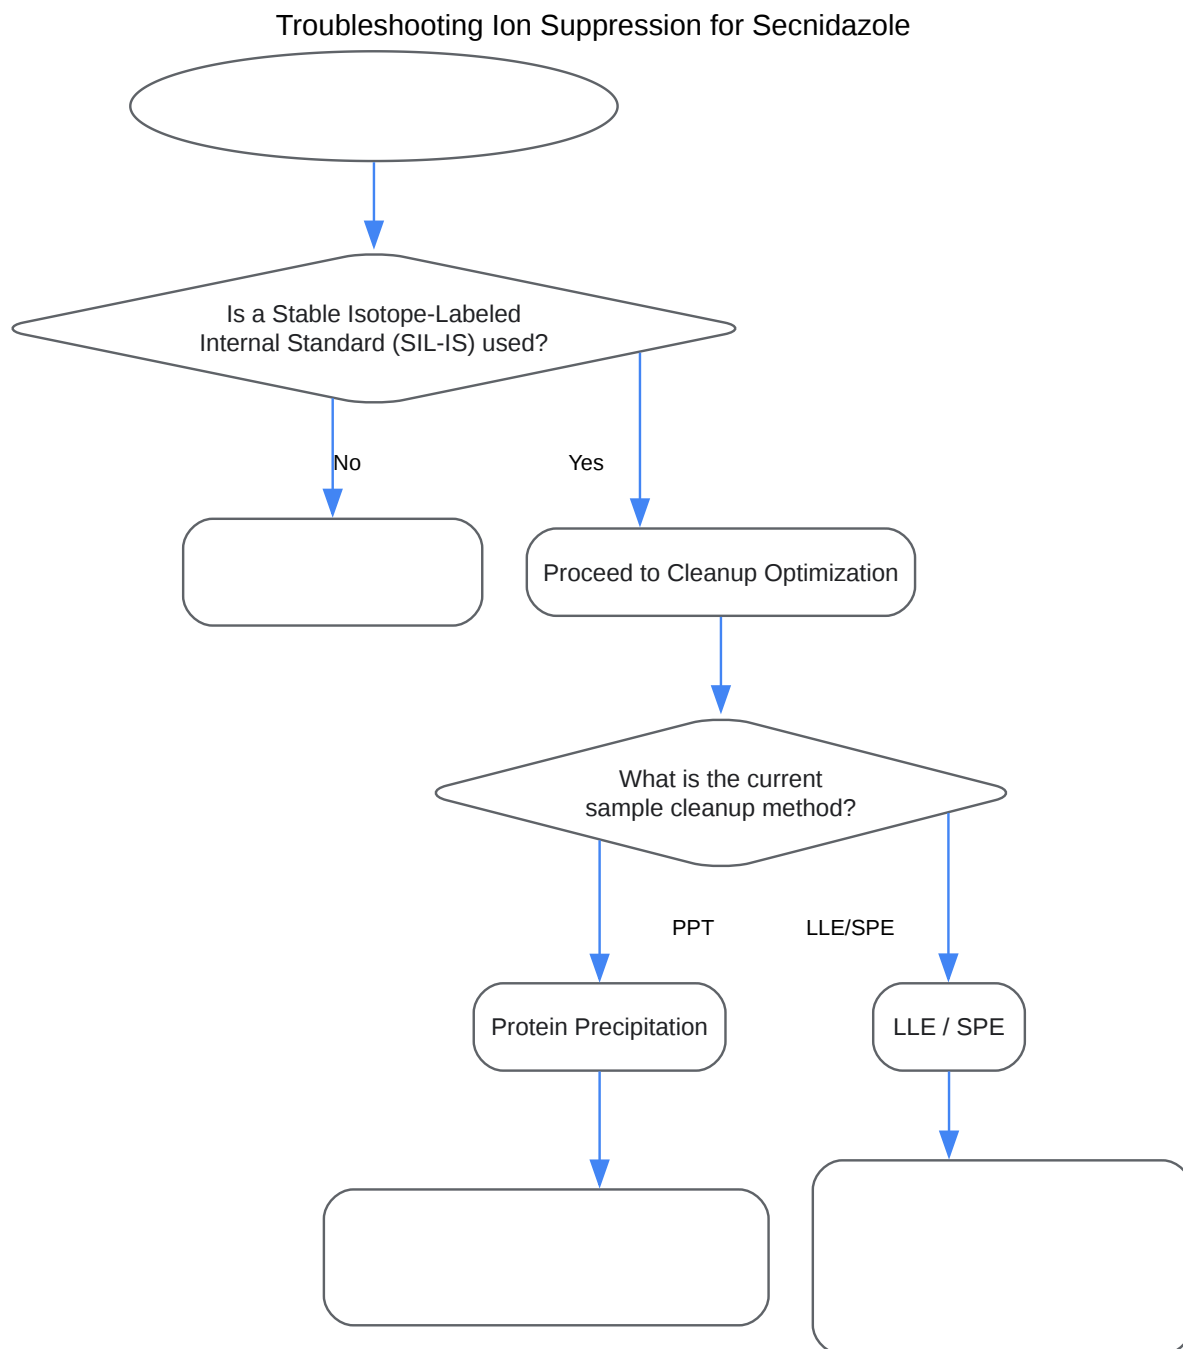 Troubleshooting Ion Suppression for Secnidazole
Is a Stable Isotope-Labeled
Internal Standard (SIL-IS) used?
No
Yes
Proceed to Cleanup Optimization
What is the current
sample cleanup method?
PPT
LLE/SPE
Protein Precipitation
LLE / SPE